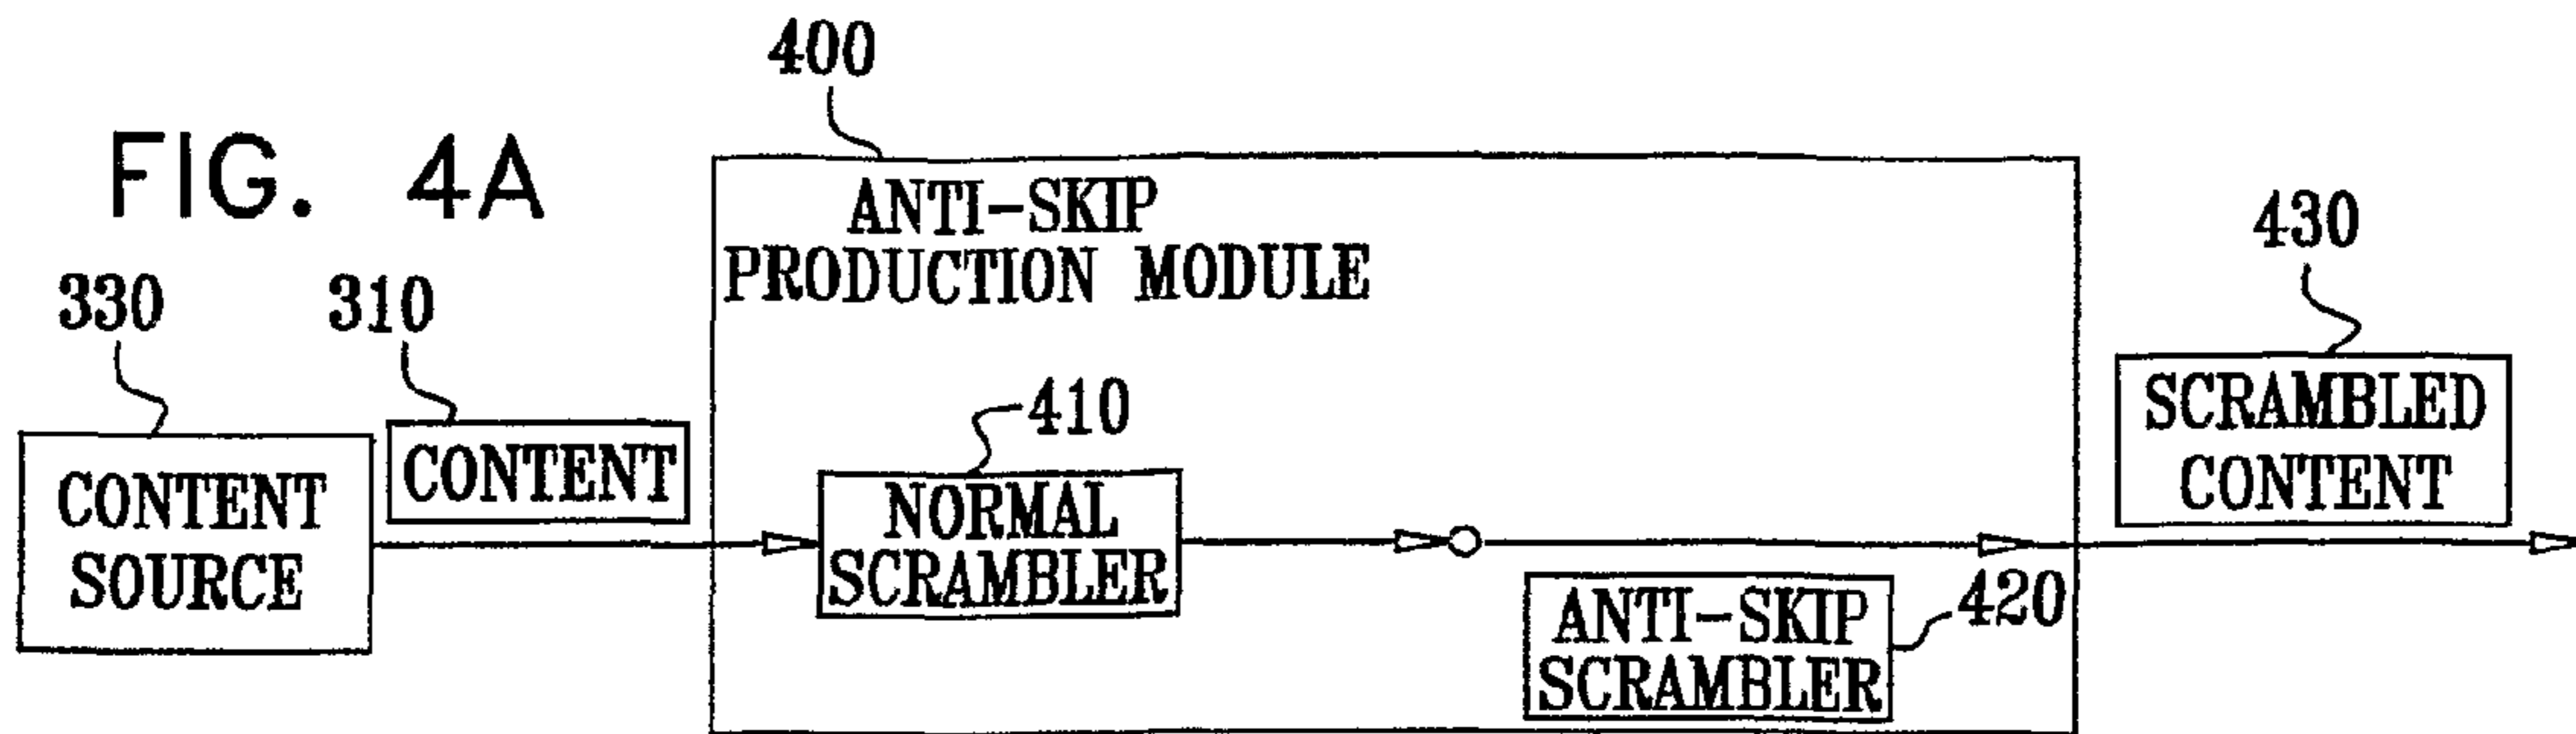 FIG. 4A
400
ANTI-SKIP
PRODUCTION MODULE
330
310
430
CONTENT
SOURCE
CONTENT
410
NORMAL
SCRAMBLER
SCRAMBLED
CONTENT
ANTI-SKIP
SCRAMBLER
420